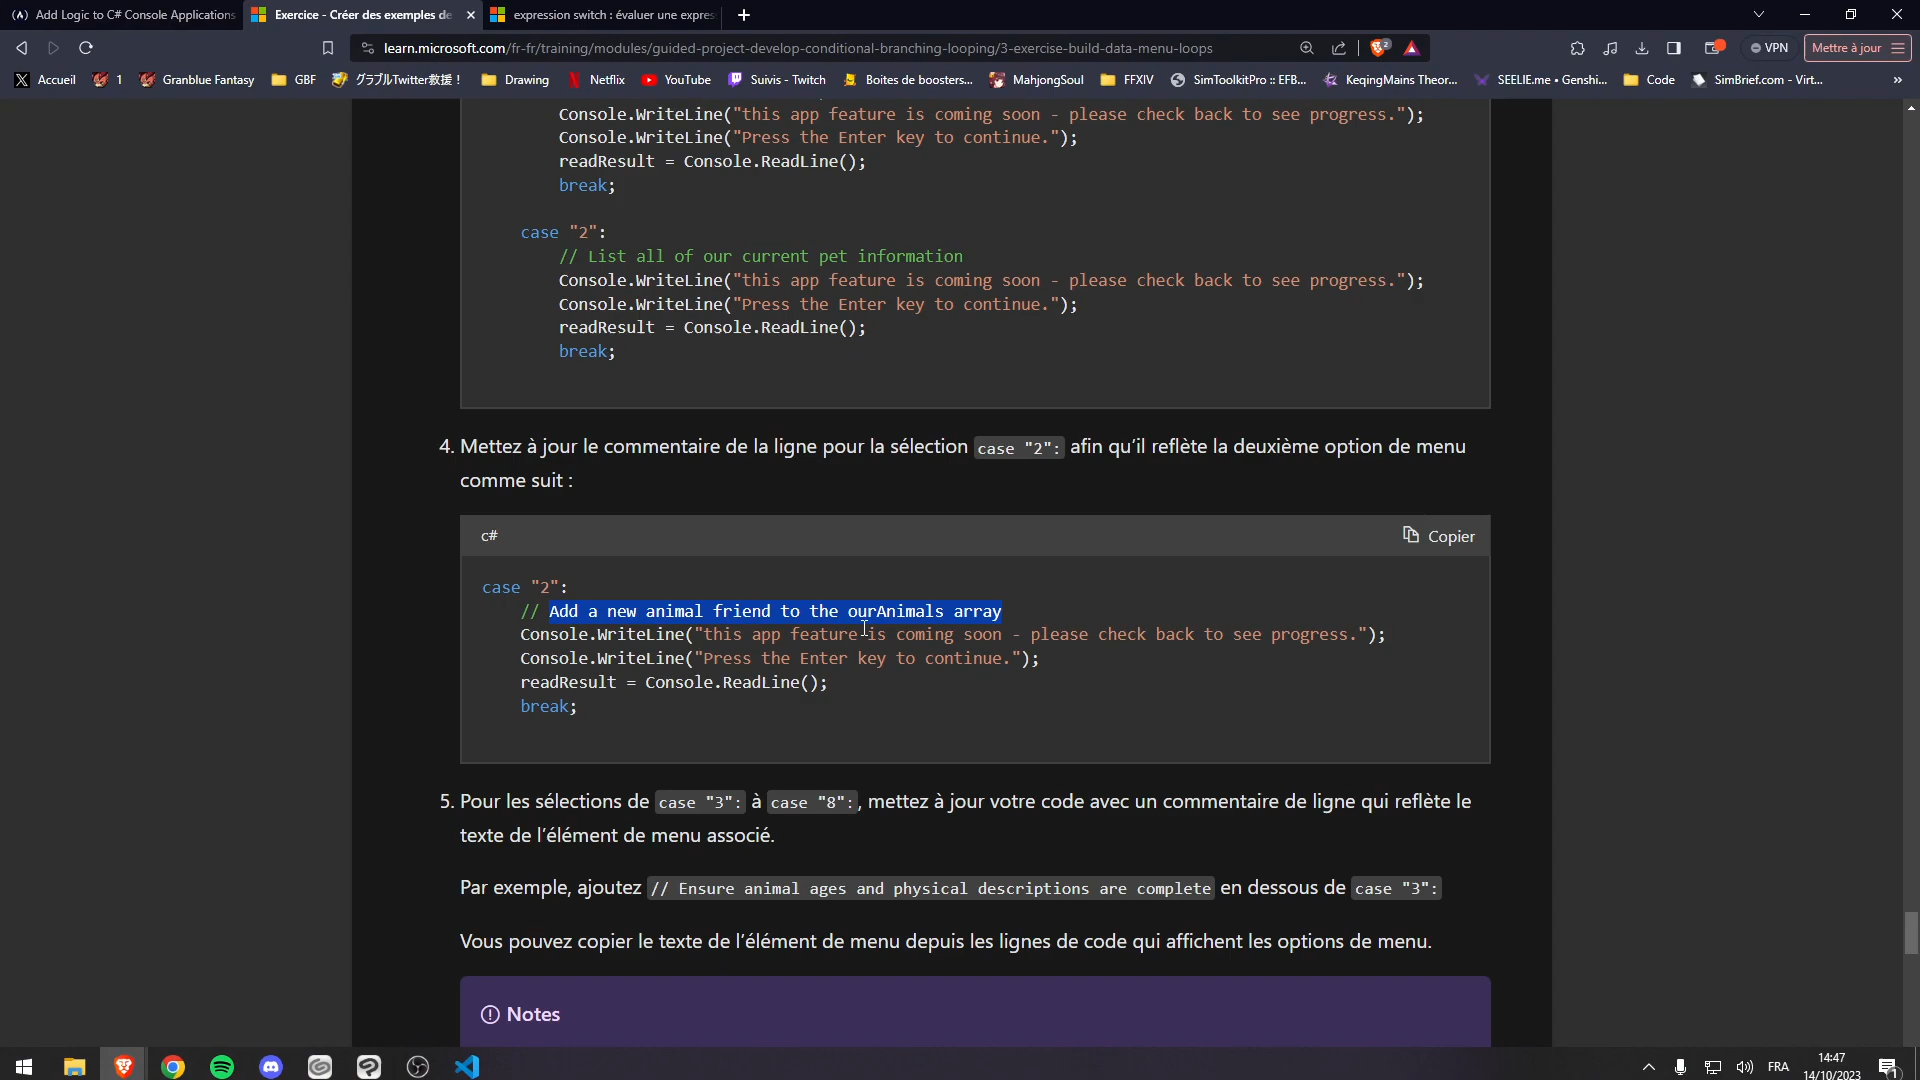 Add Logic to C# Console Applications
Exercice - Créer des exemples de
expression switch : évaluer une expres
learn.microsoft.com/fr-fr/training/modules/guided-project-develop-conditional-branching-looping/3-exercise-build-data-menu-loops
2
VPN
Mettre à jour
Accueil
1
Granblue Fantasy
GBF
グラブルTwitter救援！
Drawing
Netflix
YouTube
Suivis - Twitch
Boites de boosters...
MahjongSoul
FFXIV
SimToolkitPro :: EFB...
KeqingMains Theor...
SEELIE.me • Genshi...
Code
SimBrief.com - Virt...
Console.WriteLine("this app feature is coming soon - please check back to see progress.");
Console.WriteLine("Press the Enter key to continue.");
readResult = Console.ReadLine();
break;
case "2":
// List all of our current pet information
Console.WriteLine("this app feature is coming soon - please check back to see progress.");
Console.WriteLine("Press the Enter key to continue.");
readResult = Console.ReadLine();
break;
4. Mettez à jour le commentaire de la ligne pour la sélection case "2": afin qu’il reflète la deuxième option de menu
comme suit :
c#
Copier
case "2":
// Add a new animal friend to the ourAnimals array
Console.WriteLine("this app feature is coming soon - please check back to see progress.");
Console.WriteLine("Press the Enter key to continue.");
readResult = Console.ReadLine();
break;
5. Pour les sélections de case "3": à case "8":, mettez à jour votre code avec un commentaire de ligne qui reflète le
texte de l’élément de menu associé.
Par exemple, ajoutez // Ensure animal ages and physical descriptions are complete en dessous de case "3":
Vous pouvez copier le texte de l’élément de menu depuis les lignes de code qui affichent les options de menu.
Notes
FRA
14:47
14/10/2023
1